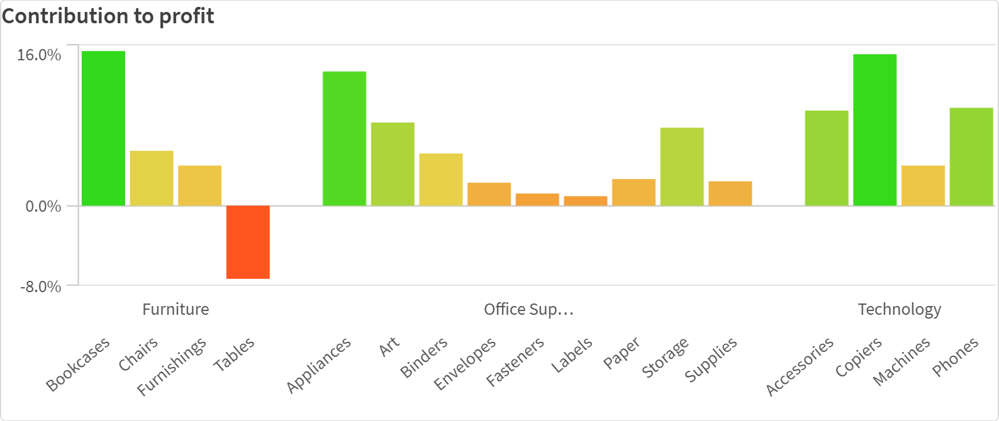 Contribution to profit
16.0%
0.0%
-8.0%
Furniture
Office Sup…
Technology
Bookcases
Chairs
Furnishings
Tables
Appliances
Art
Binders
Envelopes
Fasteners
Labels
Paper
Storage
Supplies
Accessories
Copiers
Machines
Phones